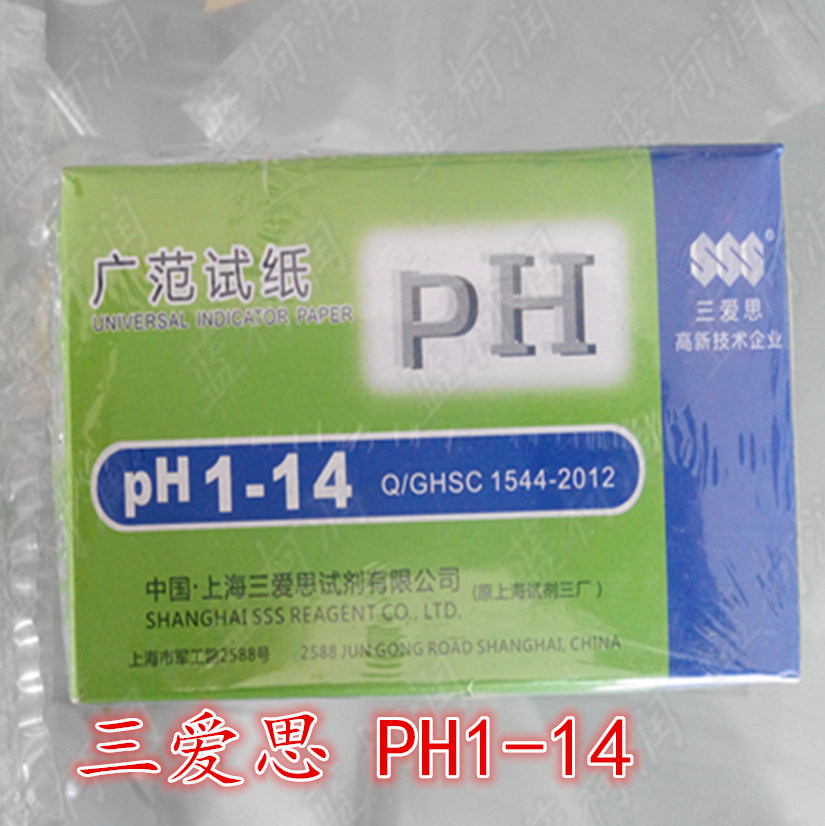 广范试纸
UNIVERSAL INDICATOR PAPER
pH
SSS
三爱思
高新技术企业
pH 1-14 Q/GHSC 1544-2012
中国·上海三爱思试剂有限公司 (原上海试剂三厂)
SHANGHAI SSS REAGENT CO., LTD.
上海市军工路2588号 2588 JUN GONG ROAD SHANGHAI, CHINA
三爱思 PH1-14
蓝柯润